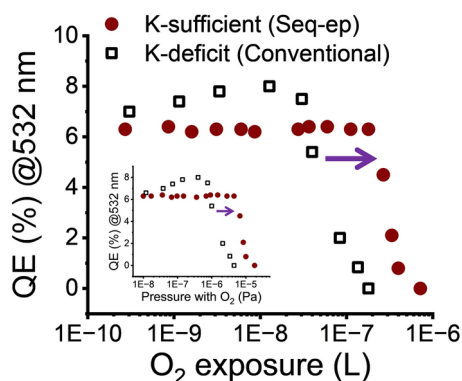 K-sufficient (Seq-ep)
K-deficit (Conventional)
QE (%) @532 nm
10
8
6
4
2
0
QE (%) @532 nm
8
6
4
2
0
1E-8 1E-7 1E-6 1E-5 1E-4
Pressure with O₂ (Pa)
1E-10 1E-9 1E-8 1E-7 1E-6
O₂ exposure (L)